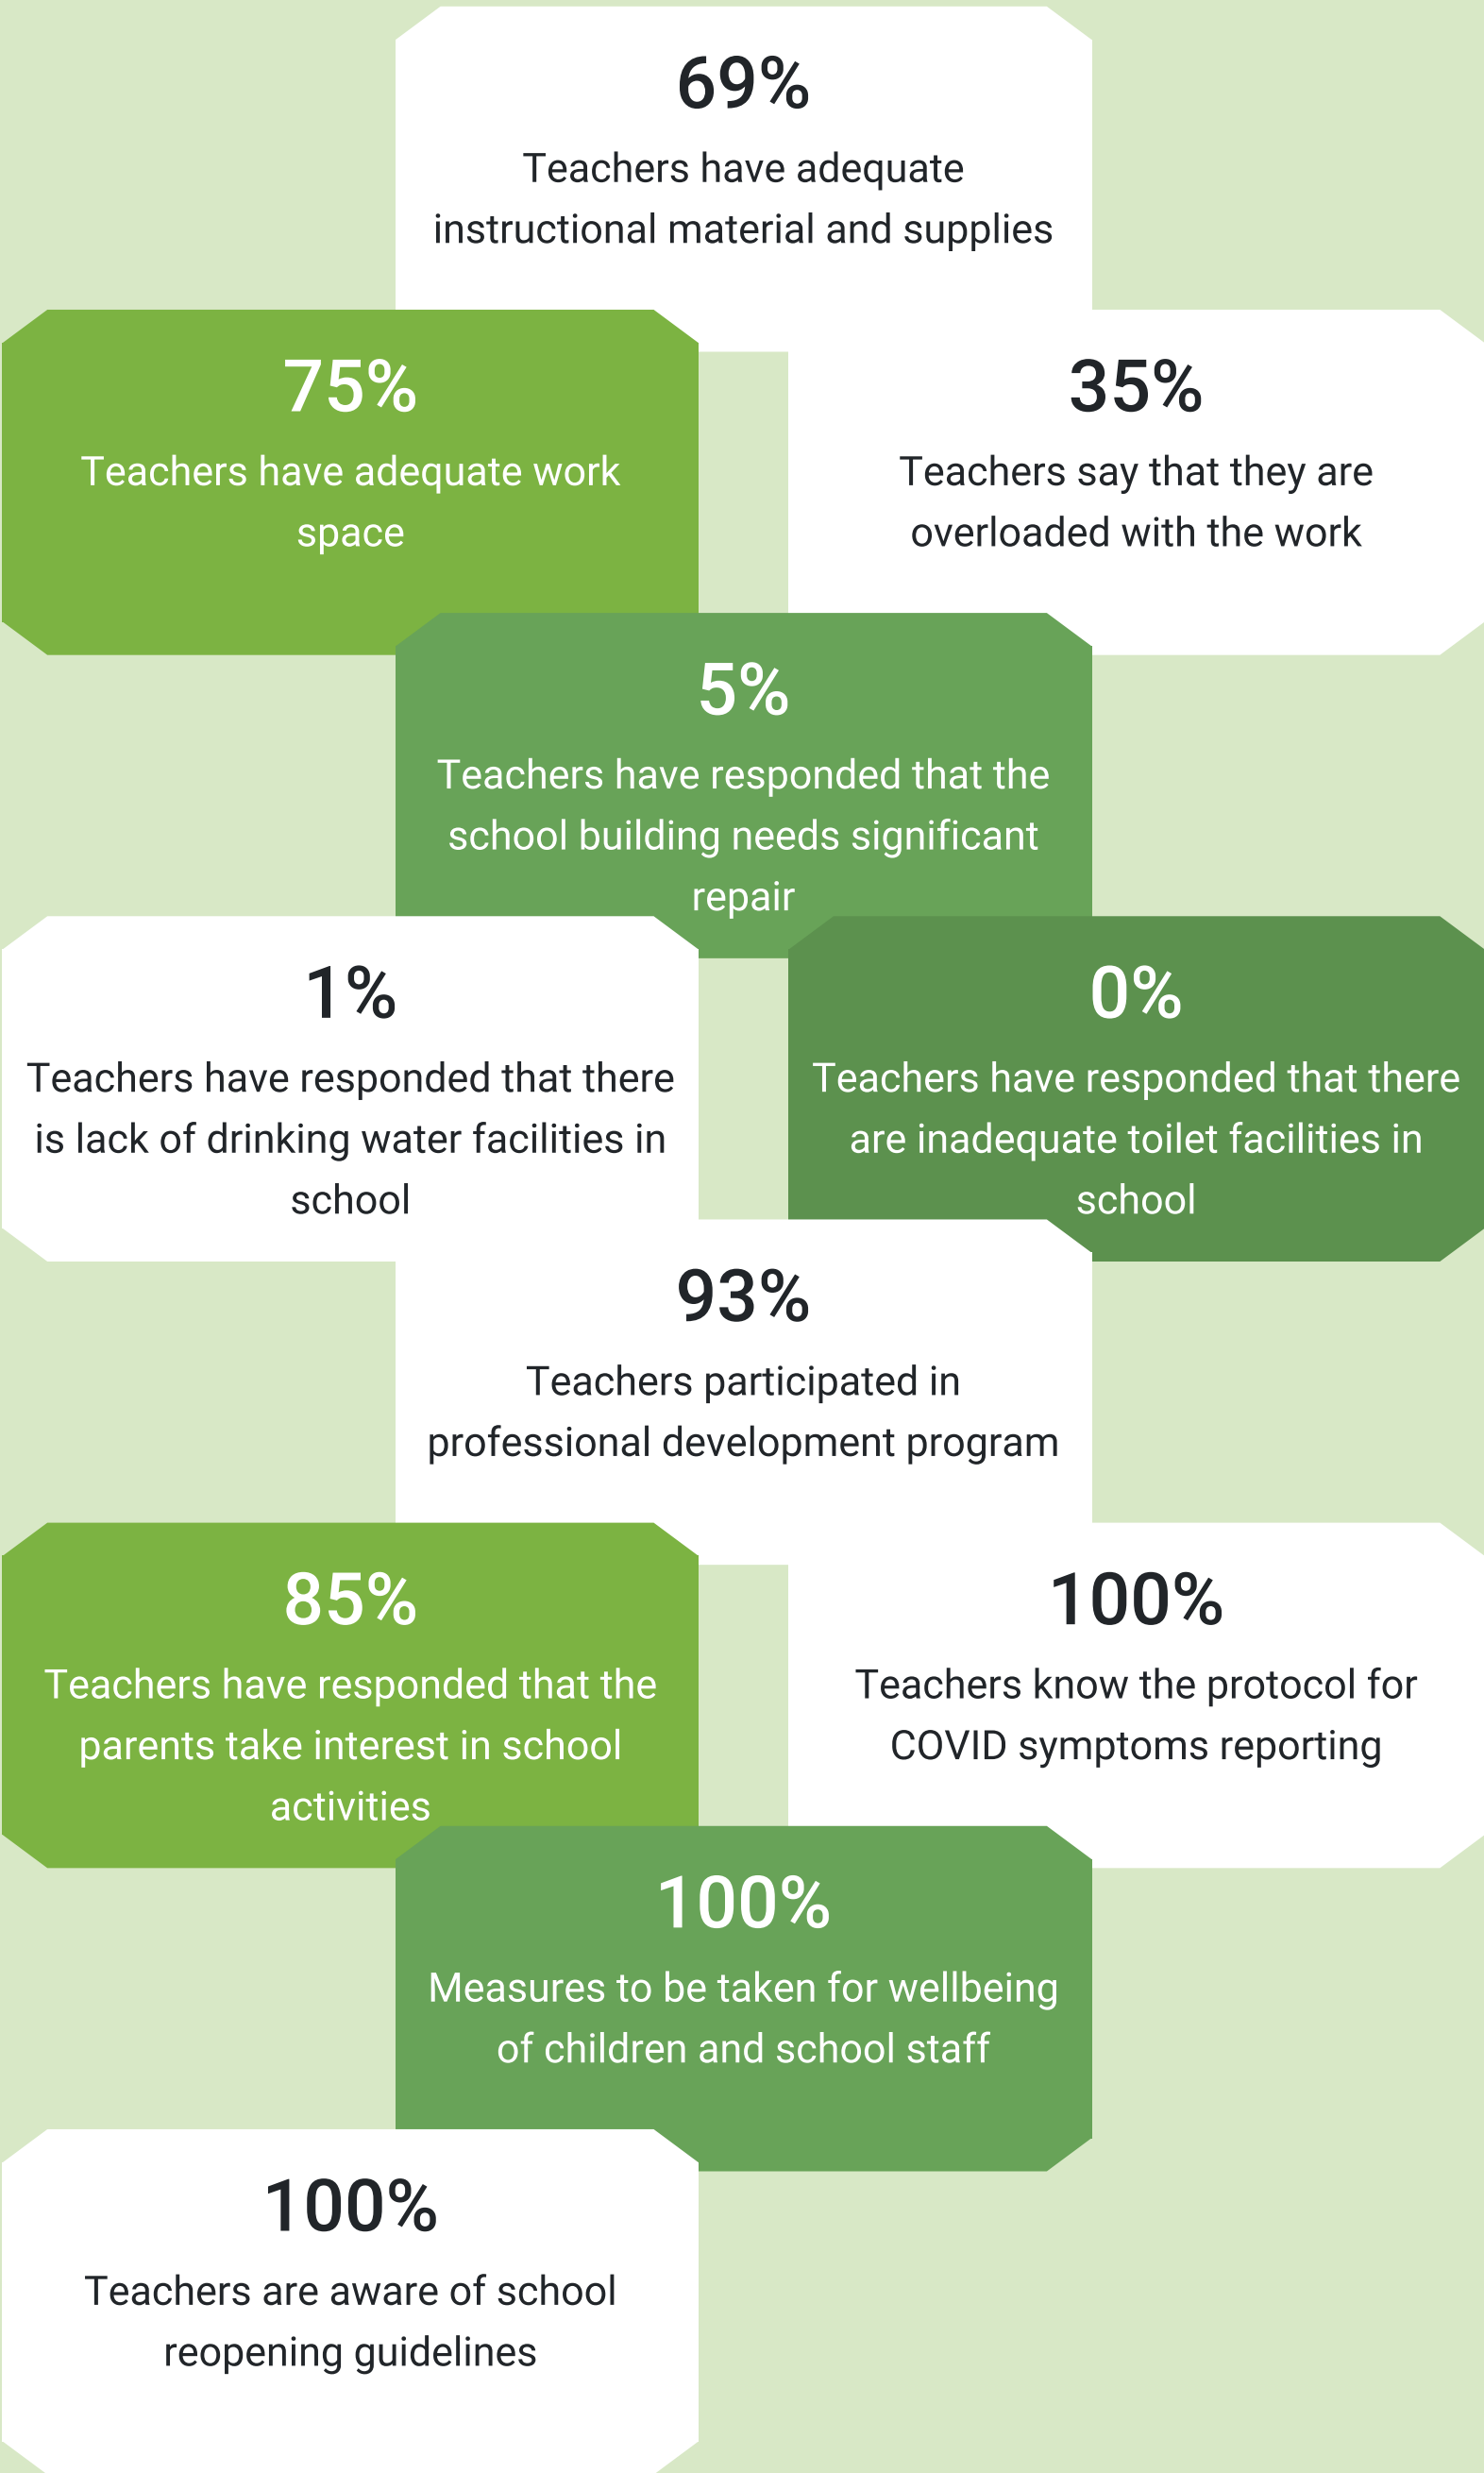 69%
Teachers have adequate
instructional material and supplies
75%
Teachers have adequate work
space
35%
Teachers say that they are
overloaded with the work
5%
Teachers have responded that the
school building needs significant
repair
1%
Teachers have responded that there
is lack of drinking water facilities in
school
0%
Teachers have responded that there
are inadequate toilet facilities in
school
93%
Teachers participated in
professional development program
85%
Teachers have responded that the
parents take interest in school
activities
100%
Teachers know the protocol for
COVID symptoms reporting
100%
Measures to be taken for wellbeing
of children and school staff
100%
Teachers are aware of school
reopening guidelines